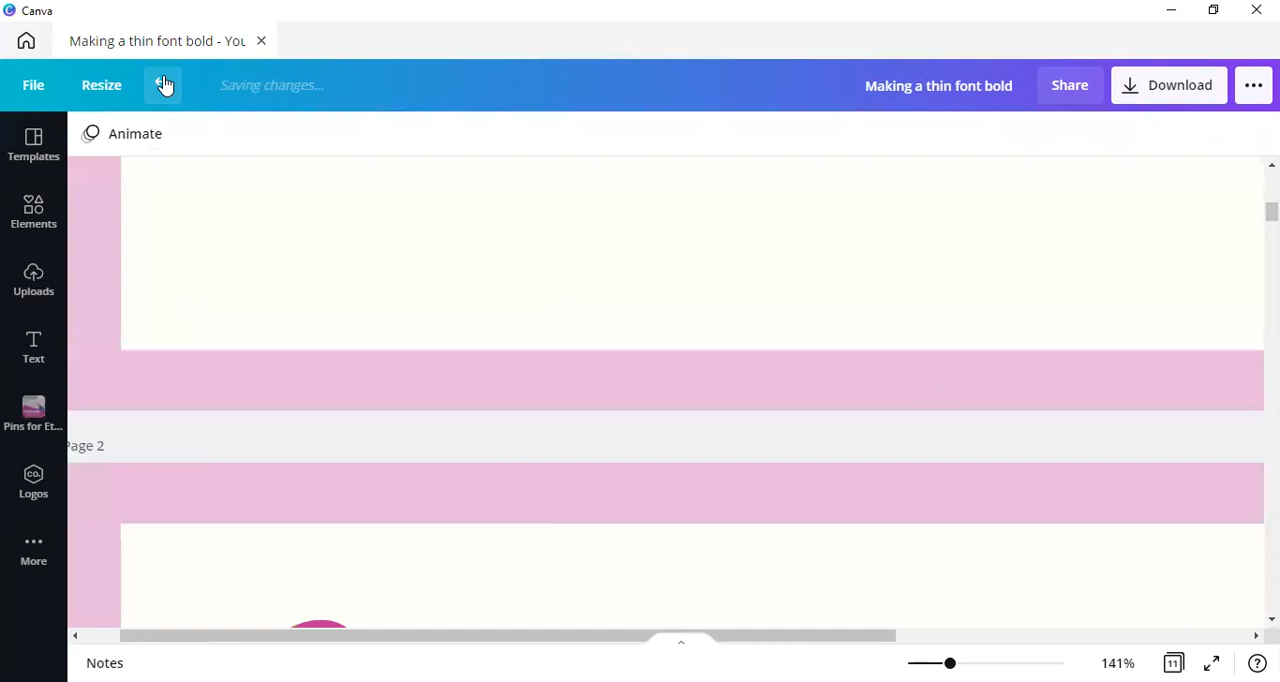 Canva
Making a thin font bold - You
File
Resize
Saving changes...
Making a thin font bold
Share
Download
Templates
Animate
Elements
Uploads
Text
Pins for Et...
Page 2
Logos
More
Notes
141%
11